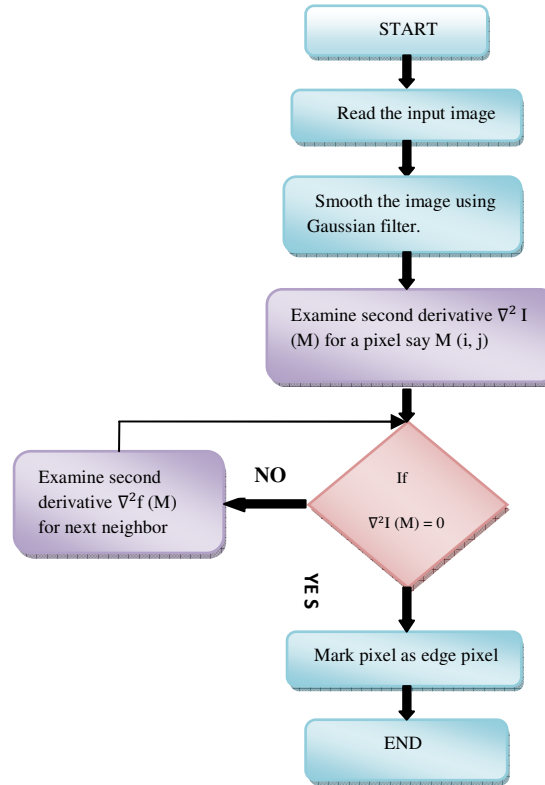 START
Read the input image
Smooth the image using
Gaussian filter.
Examine second derivative ∇² I
(M) for a pixel say M (i, j)
If
∇²I (M) = 0
NO
Examine second
derivative ∇²f (M)
for next neighbor
YE S
Mark pixel as edge pixel
END